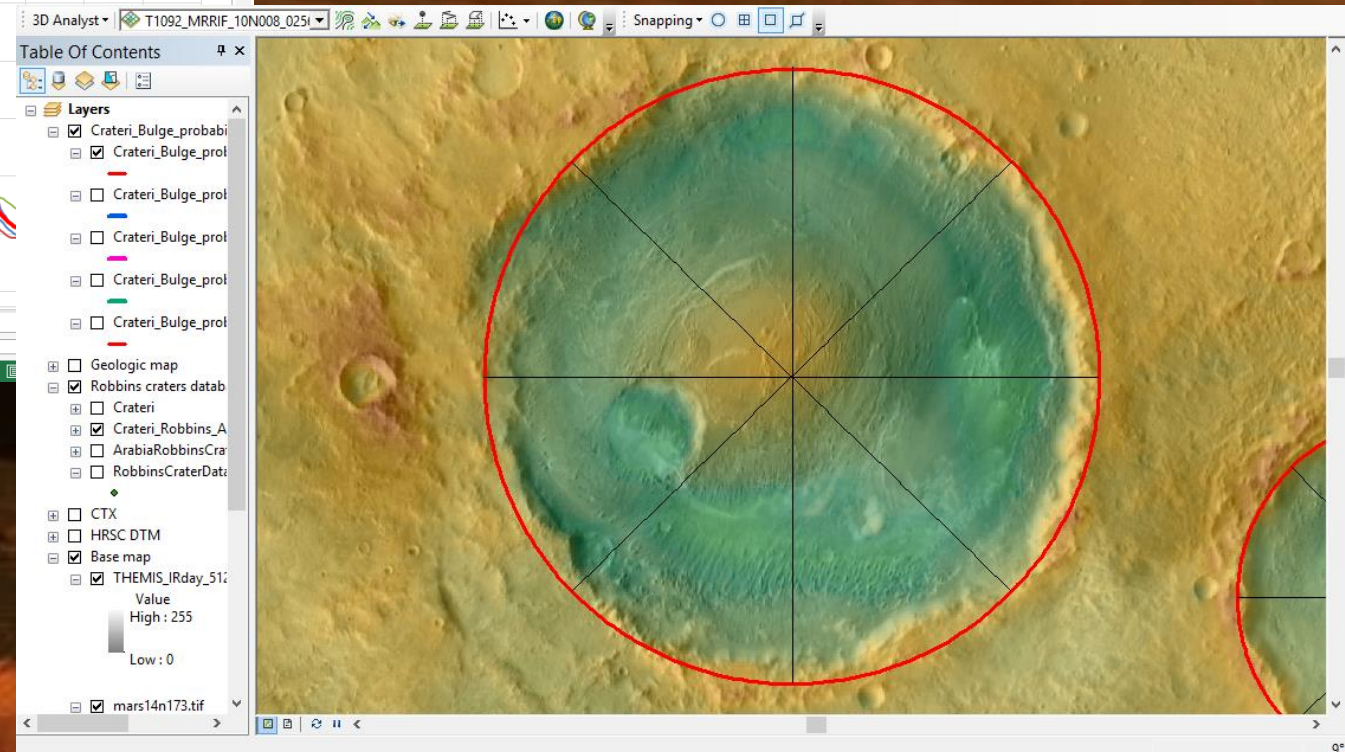 3D Analyst
T1092_MRRIF_10N008_025
Snapping
Table Of Contents
Layers
Crateri_Bulge_probabi
Crateri_Bulge_prob
Crateri_Bulge_prob
Crateri_Bulge_prob
Crateri_Bulge_prob
Crateri_Bulge_prob
Geologic map
Robbins craters datab
Crateri
Crateri_Robbins_A
ArabiaRobbinsCra
RobbinsCraterData
CTX
HRSC DTM
Base map
THEMIS_IRday_512
Value
High : 255
Low : 0
mars14n173.tif